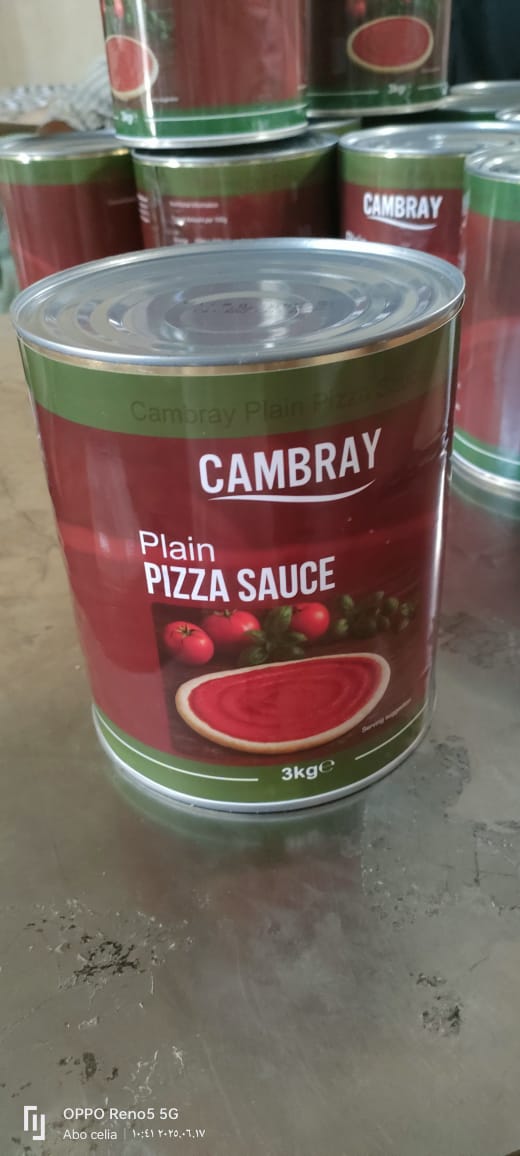 CAMBRAY
Cambray Plain Pizza
CAMBRAY
Plain
PIZZA SAUCE
Serving suggestion
3kg℮
OPPO Reno5 5G
Abo celia | ١٠:٤١ ٢٠٢٥,٠٦,١٧